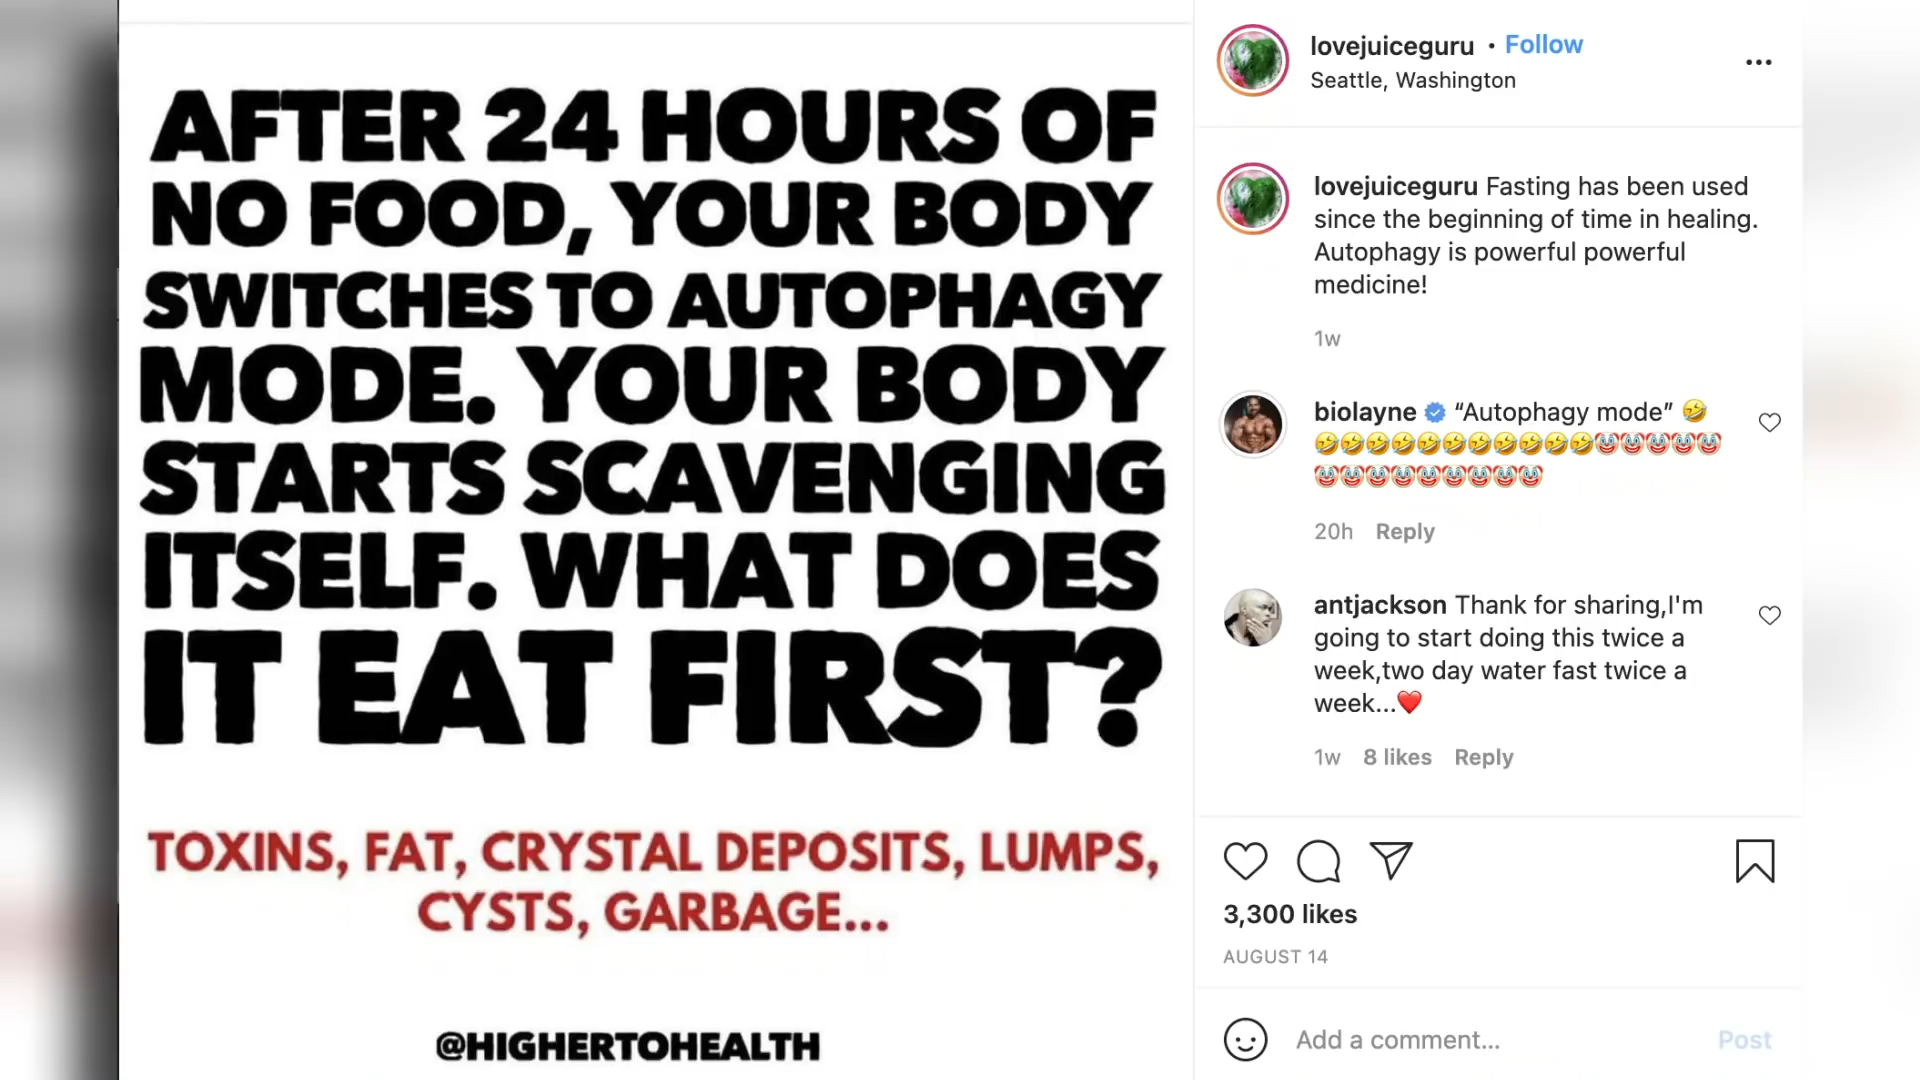 AFTER 24 HOURS OF
NO FOOD, YOUR BODY
SWITCHES TO AUTOPHAGY
MODE. YOUR BODY
STARTS SCAVENGING
ITSELF. WHAT DOES
IT EAT FIRST?
TOXINS, FAT, CRYSTAL DEPOSITS, LUMPS,
CYSTS, GARBAGE...
@HIGHERTOHEALTH
lovejuiceguru • Follow
Seattle, Washington
lovejuiceguru Fasting has been used
since the beginning of time in healing.
Autophagy is powerful powerful
medicine!
1w
biolayne “Autophagy mode” 🤣
🤣🤣🤣🤣🤣🤣🤣🤣🤣🤣🤣🤡🤡🤡🤡🤡
🤡🤡🤡🤡🤡🤡🤡🤡🤡
20h Reply
antjackson Thank for sharing,I'm
going to start doing this twice a
week,two day water fast twice a
week...❤️
1w 8 likes Reply
3,300 likes
AUGUST 14
Add a comment... Post